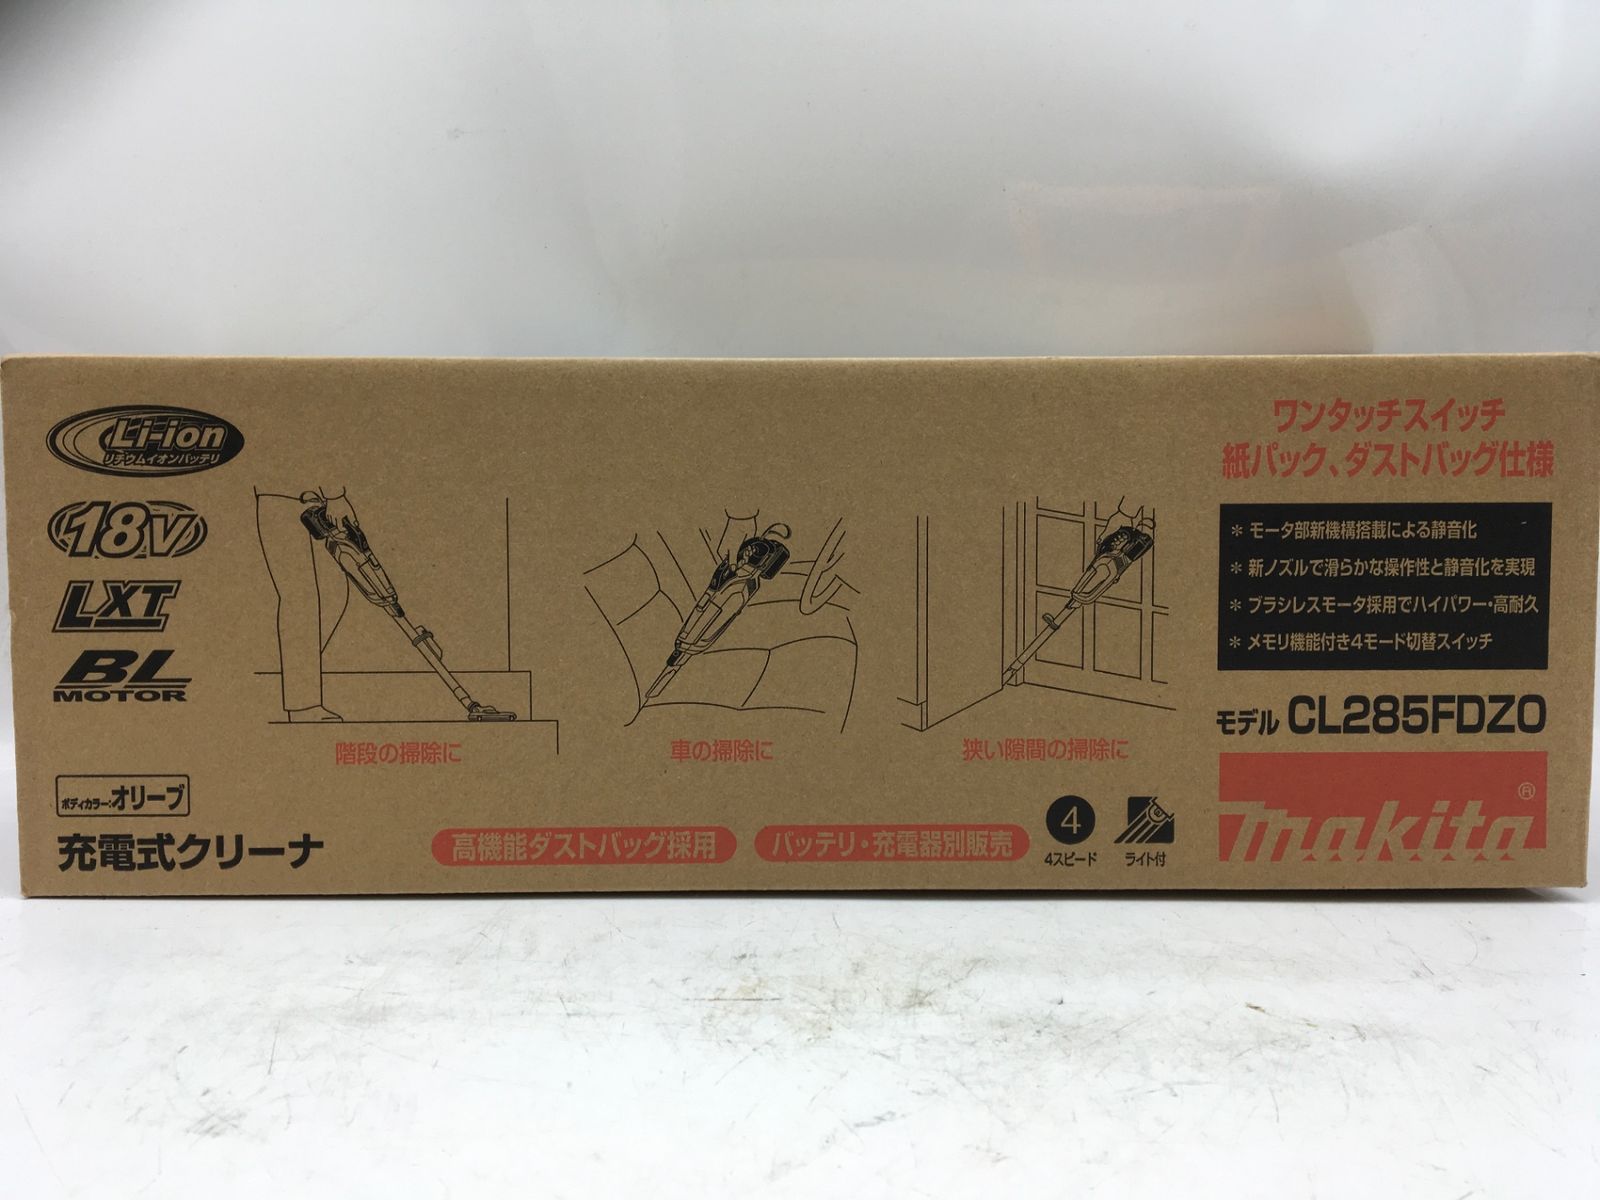 Li-ion
リチウムイオンバッテリ
18V
LXT
BL
MOTOR
ボディカラー:オリーブ
充電式クリーナ
階段の掃除に
車の掃除に
狭い隙間の掃除に
高機能ダストバッグ採用
バッテリ・充電器別販売
4
4スピード
ライト付
ワンタッチスイッチ
紙パック、ダストバッグ仕様
* モータ部新機構搭載による静音化
* 新ノズルで滑らかな操作性と静音化を実現
* ブラシレスモータ採用でハイパワー・高耐久
* メモリ機能付き4モード切替スイッチ
モデル CL285FDZO
makita®